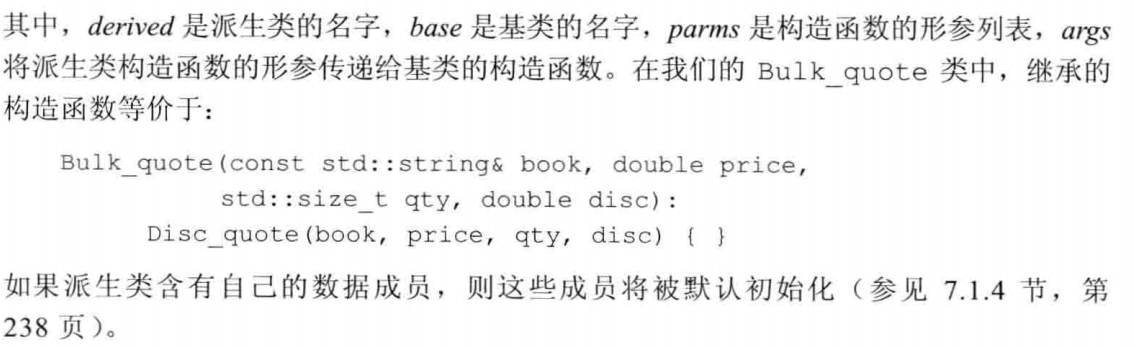 其中，derived 是派生类的名字，base 是基类的名字，parms 是构造函数的形参列表，args
将派生类构造函数的形参传递给基类的构造函数。在我们的 Bulk_quote 类中，继承的
构造函数等价于：
Bulk_quote(const std::string& book, double price,
std::size_t qty, double disc):
Disc_quote(book, price, qty, disc) { }
如果派生类含有自己的数据成员，则这些成员将被默认初始化（参见 7.1.4 节，第
238 页）。